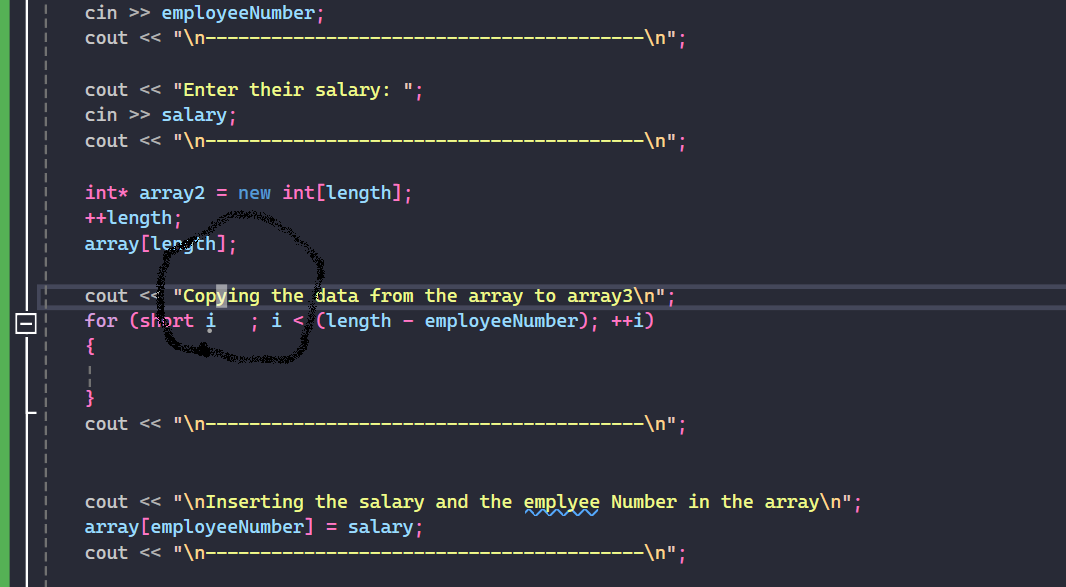 cin >> employeeNumber;
cout << "\n----------------------------------------\n";
cout << "Enter their salary: ";
cin >> salary;
cout << "\n----------------------------------------\n";
int* array2 = new int[length];
++length;
array[length];
cout << "Copying the data from the array to array3\n";
for (short i   ; i < (length - employeeNumber); ++i)
{
}
cout << "\n----------------------------------------\n";
cout << "\nInserting the salary and the emplyee Number in the array\n";
array[employeeNumber] = salary;
cout << "\n----------------------------------------\n";